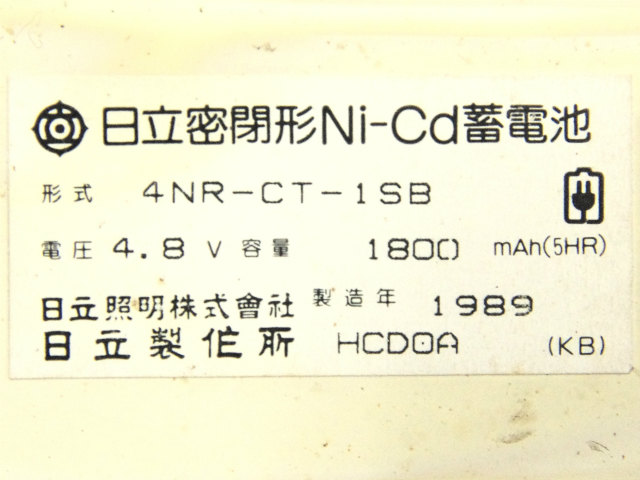 日立密閉形Ni-Cd蓄電池
形式 4NR-CT-1SB
電圧 4.8 V 容量 1800 mAh(5HR)
日立照明株式會社 製造年 1989
日立製作所 HCD0A (KB)